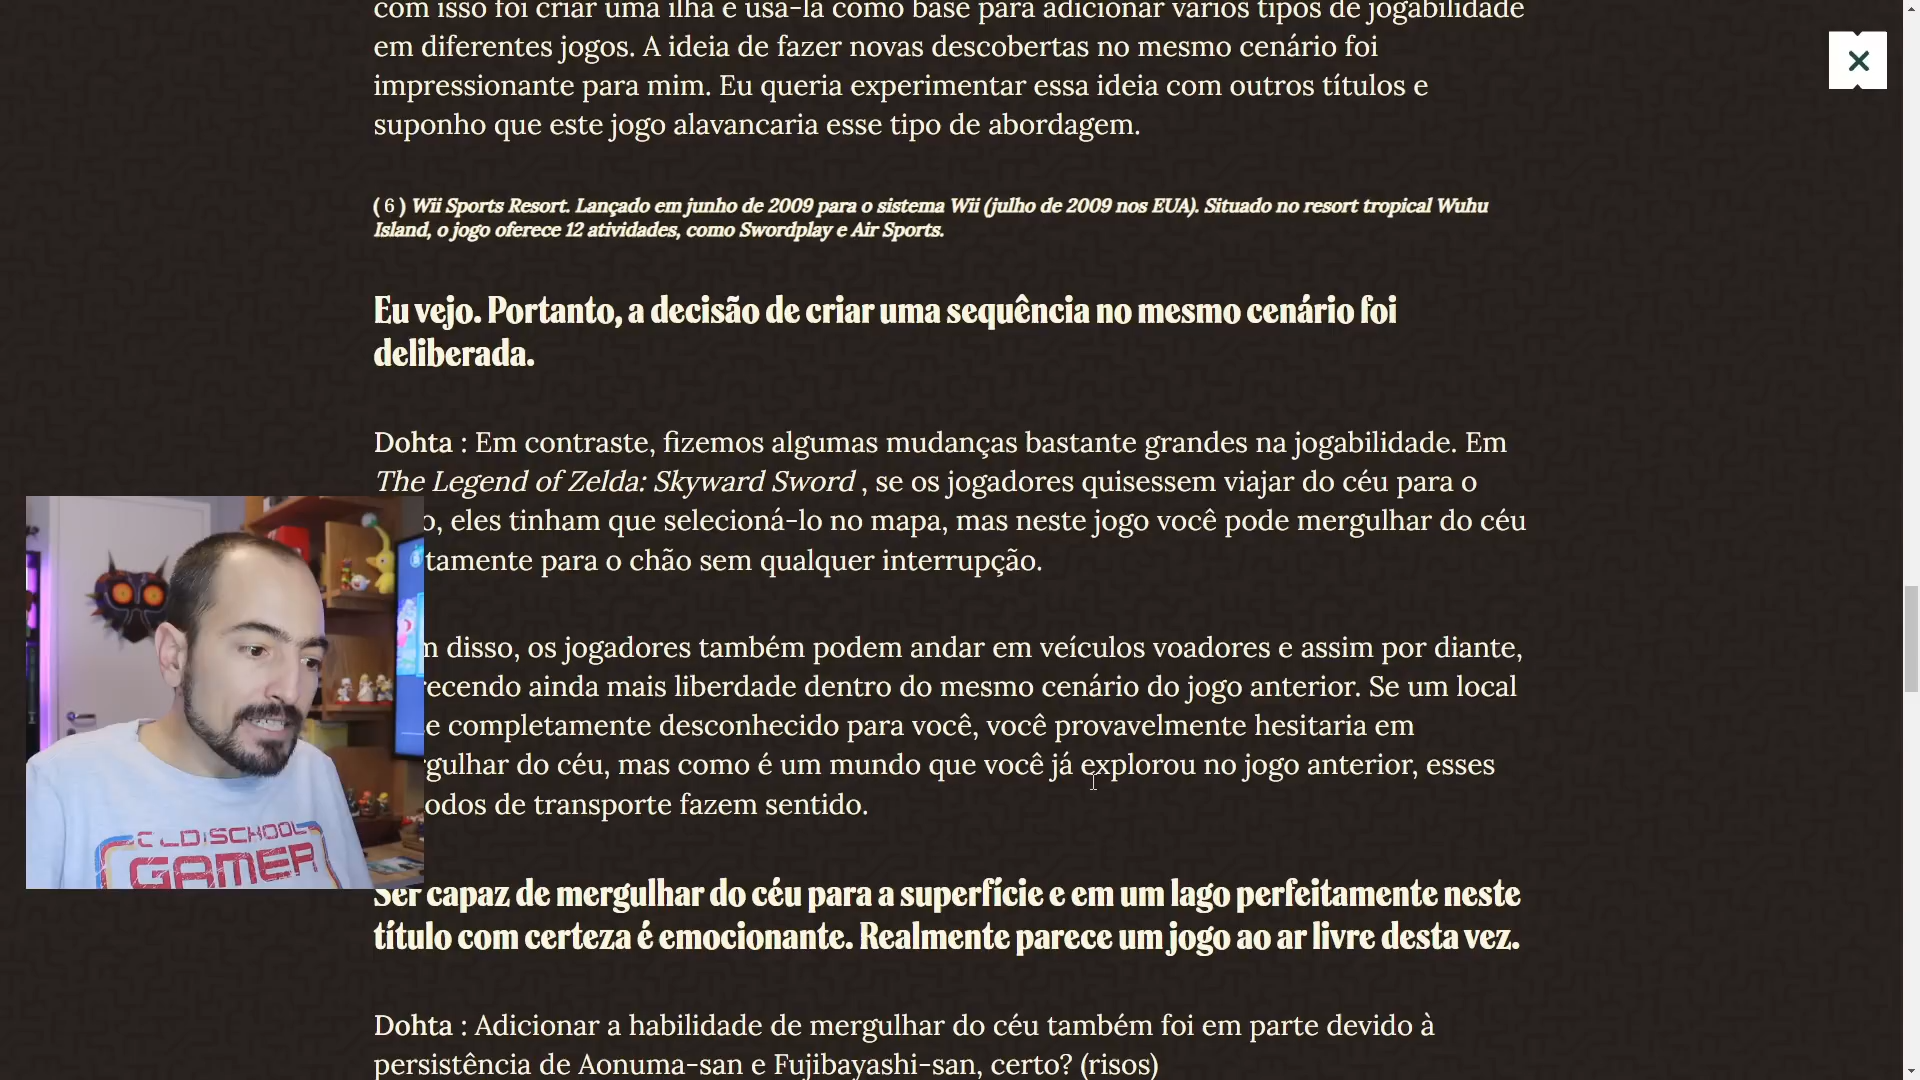 com isso foi criar uma ilha e usá-la como base para adicionar vários tipos de jogabilidade
em diferentes jogos. A ideia de fazer novas descobertas no mesmo cenário foi
impressionante para mim. Eu queria experimentar essa ideia com outros títulos e
suponho que este jogo alavancaria esse tipo de abordagem.
( 6 ) Wii Sports Resort. Lançado em junho de 2009 para o sistema Wii (julho de 2009 nos EUA). Situado no resort tropical Wuhu
Island, o jogo oferece 12 atividades, como Swordplay e Air Sports.
Eu vejo. Portanto, a decisão de criar uma sequência no mesmo cenário foi
deliberada.
Dohta : Em contraste, fizemos algumas mudanças bastante grandes na jogabilidade. Em
The Legend of Zelda: Skyward Sword , se os jogadores quisessem viajar do céu para o
o, eles tinham que selecioná-lo no mapa, mas neste jogo você pode mergulhar do céu
tamente para o chão sem qualquer interrupção.
m disso, os jogadores também podem andar em veículos voadores e assim por diante,
recendo ainda mais liberdade dentro do mesmo cenário do jogo anterior. Se um local
e completamente desconhecido para você, você provavelmente hesitaria em
gulhar do céu, mas como é um mundo que você já explorou no jogo anterior, esses
odos de transporte fazem sentido.
OLD SCHOOL
GAMER
Ser capaz de mergulhar do céu para a superfície e em um lago perfeitamente neste
título com certeza é emocionante. Realmente parece um jogo ao ar livre desta vez.
Dohta : Adicionar a habilidade de mergulhar do céu também foi em parte devido à
persistência de Aonuma-san e Fujibayashi-san, certo? (risos)